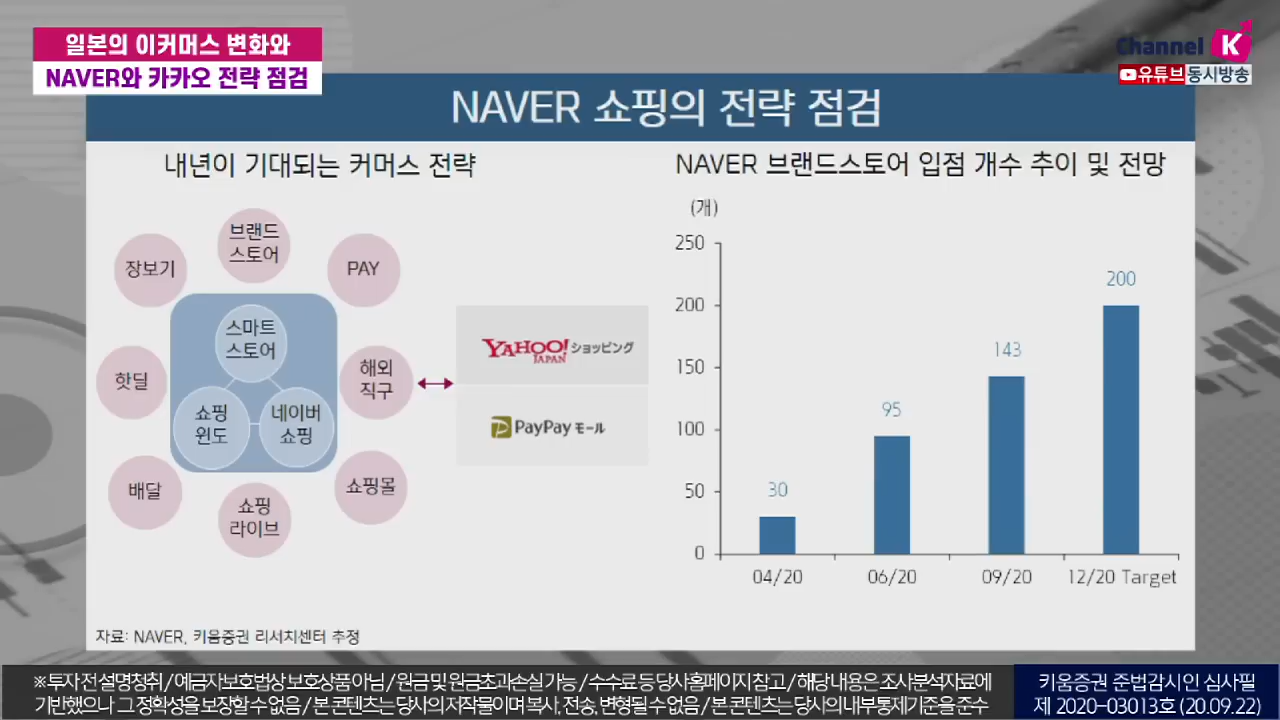 일본의 이커머스 변화와
NAVER와 카카오 전략 점검
Channel K
유튜브동시방송
NAVER 쇼핑의 전략 점검
내년이 기대되는 커머스 전략
브랜드
스토어
장보기
PAY
스마트
스토어
핫딜
해외
직구
쇼핑
윈도
네이버
쇼핑
배달
쇼핑
라이브
쇼핑몰
YAHOO!
JAPAN
ショッピング
PayPay モール
NAVER 브랜드스토어 입점 개수 추이 및 전망
(개)
250
200
150
100
50
0
30
95
143
200
04/20
06/20
09/20
12/20 Target
자료: NAVER, 키움증권 리서치센터 추정
※ 투자 전 설명청취 / 예금자보호법상 보호상품 아님 / 원금 및 원금초과손실 가능 / 수수료 등 당사홈페이지 참고 / 해당 내용은 조사분석자료에
기반했으나 그 정확성을 보장할 수 없음 / 본 콘텐츠는 당사의 저작물이며 복사, 전송, 변형될 수 없음 / 본 콘텐츠는 당사의 내부통제기준을 준수
키움증권 준법감시인 심사필
제 2020-03013호 (20.09.22)